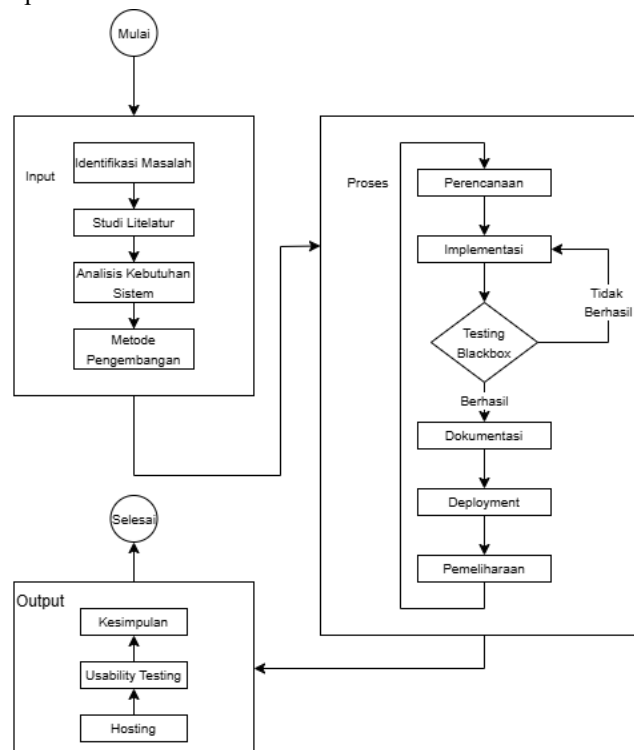 Mulai
Input
Identifikasi Masalah
Studi Litelatur
Analisis Kebutuhan
Sistem
Metode
Pengembangan
Proses
Perencanaan
Implementasi
Tidak
Berhasil
Testing
Blackbox
Berhasil
Dokumentasi
Deployment
Pemeliharaan
Selesai
Output
Kesimpulan
Usability Testing
Hosting